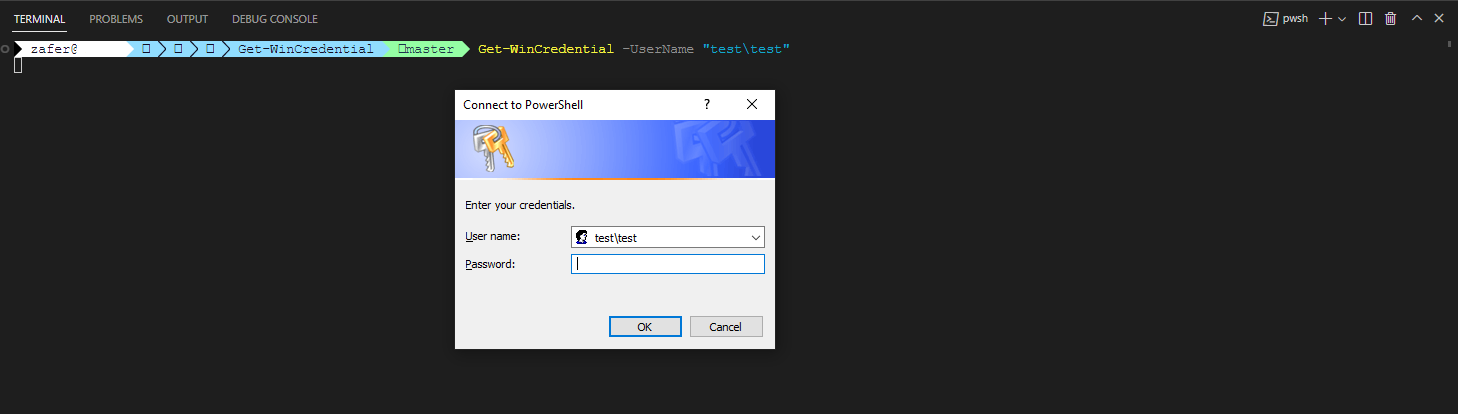 TERMINAL PROBLEMS OUTPUT DEBUG CONSOLE pwsh
zafer@ Get-WinCredential master Get-WinCredential -UserName "test\test"
Connect to PowerShell ?
Enter your credentials.
User name: test\test
Password:
OK Cancel